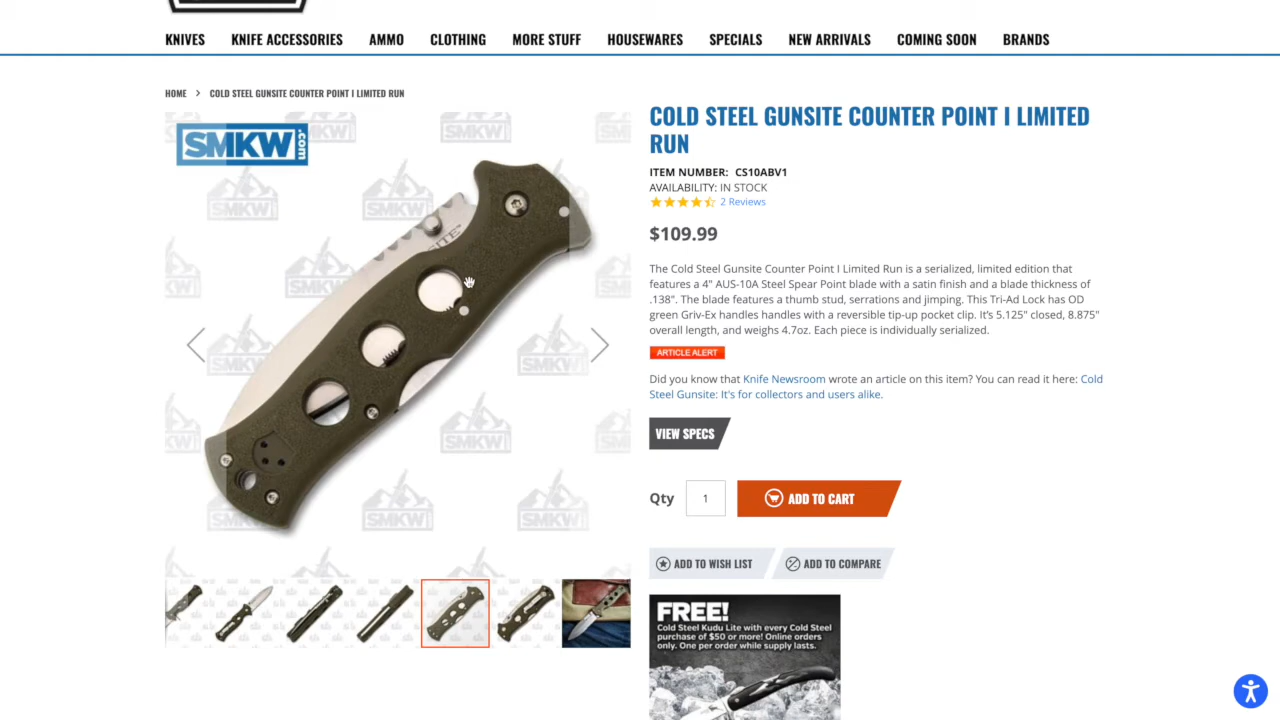 KNIVES KNIFE ACCESSORIES AMMO CLOTHING MORE STUFF HOUSEWARES SPECIALS NEW ARRIVALS COMING SOON BRANDS
HOME > COLD STEEL GUNSITE COUNTER POINT I LIMITED RUN
SMKW.com
COLD STEEL GUNSITE COUNTER POINT I LIMITED
RUN
ITEM NUMBER: CS10ABV1
AVAILABILITY: IN STOCK
2 Reviews
$109.99
The Cold Steel Gunsite Counter Point I Limited Run is a serialized, limited edition that
features a 4" AUS-10A Steel Spear Point blade with a satin finish and a blade thickness of
.138". The blade features a thumb stud, serrations and jimping. This Tri-Ad Lock has OD
green Griv-Ex handles handles with a reversible tip-up pocket clip. It's 5.125" closed, 8.875"
overall length, and weighs 4.7oz. Each piece is individually serialized.
ARTICLE ALERT
Did you know that Knife Newsroom wrote an article on this item? You can read it here: Cold
Steel Gunsite: It's for collectors and users alike.
VIEW SPECS
Qty 1 ADD TO CART
ADD TO WISH LIST ADD TO COMPARE
FREE!
Cold Steel Kudu Lite with every Cold Steel
purchase of $50 or more! Online orders
only. One per order while supply lasts.